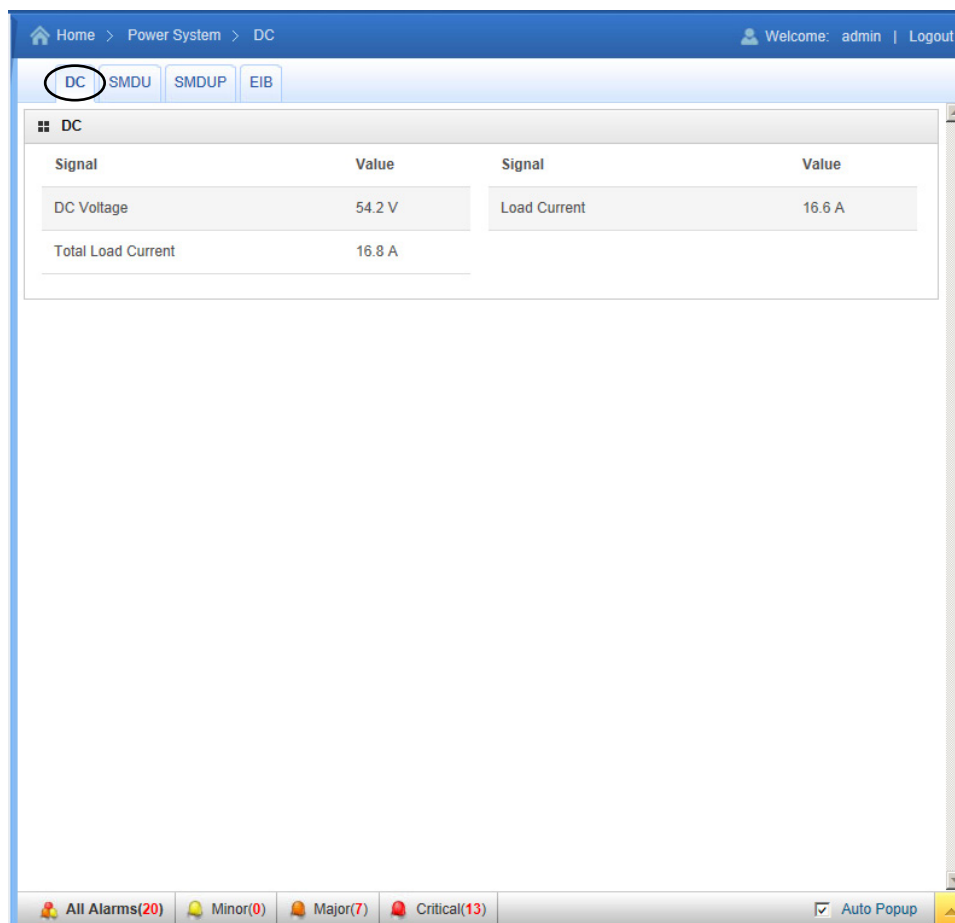 Home > Power System > DC Welcome: admin | Logout
DC SMDU SMDUP EIB
DC
Signal Value Signal Value
DC Voltage 54.2 V Load Current 16.6 A
Total Load Current 16.8 A
All Alarms(20) Minor(0) Major(7) Critical(13) Auto Popup